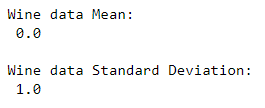 Wine data Mean:
0.0
Wine data Standard Deviation:
1.0